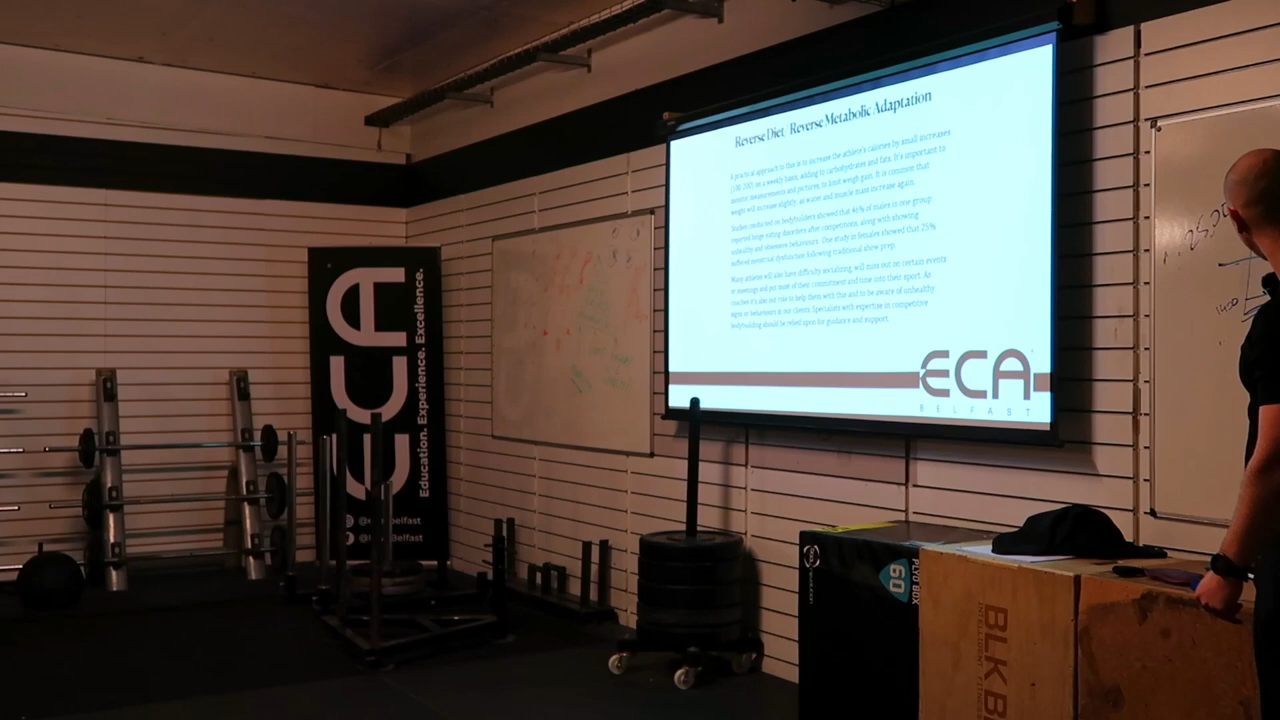 Reverse Diet/ Reverse Metabolic Adaptation
A practical approach to this is to increase the athlete's calories by small increases
(100-200) on a weekly basis, adding to carbohydrates and fats. It's important to
monitor measurements and pictures, to limit weigh gain. It is common that
weight will increase slightly, as water and muscle mass increase again.
Studies conducted on bodybuilders showed that 46% of males in one group
reported binge eating disorders after competitions, along with showing
unhealthy and obsessive behaviours. One study in females showed that 25%
suffered menstrual dysfunction following traditional show prep.
Many athletes will also have difficulty socializing, will miss out on certain events
or meetings and put most of their commitment and time into their sport. As
coaches it's also our role to help them with this and to be aware of unhealthy
signs or behaviours in our clients. Specialists with expertise in competitive
bodybuilding should be relied upon for guidance and support.
ECA
BELFAST
ECA
Education. Experience. Excellence.
60
PLYO BOX
BLK B